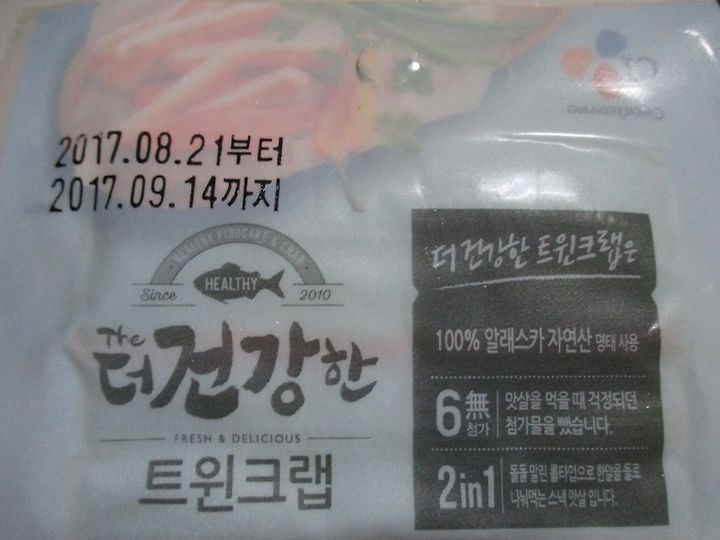 CJ
CHEILJEDANG
2017.08.21부터
2017.09.14까지
HEALTHY FISHCAKE & CRAB
HEALTHY
Since 2010
The
더건강한
FRESH & DELICIOUS
트윈크랩
더 건강한 트윈크랩은
100% 알래스카 자연산 명태 사용
6無 첨가
맛살을 먹을 때 걱정되던
첨가물을 뺐습니다.
2in1
돌돌 말린 롤타입으로 한알을 둘로
나눠먹는 스낵 맛살 입니다.